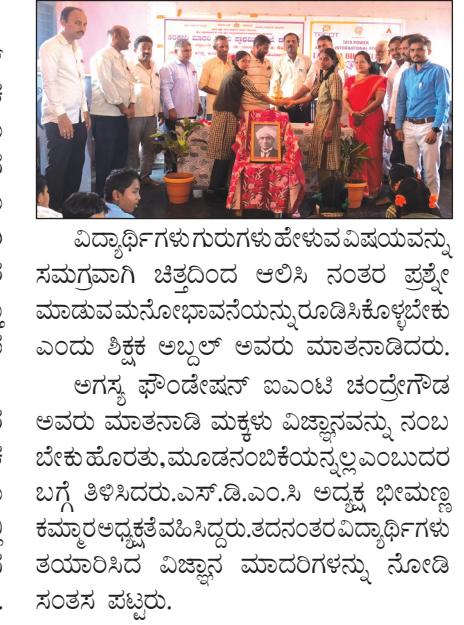 ವಿದ್ಯಾರ್ಥಿಗಳು ಗುರುಗಳು ಹೇಳುವ ವಿಷಯವನ್ನು
ಸಮಗ್ರವಾಗಿ ಚಿತ್ತದಿಂದ ಆಲಿಸಿ ನಂತರ ಪ್ರಶ್ನೇ
ಮಾಡುವ ಮನೋಭಾವನೆಯನ್ನು ರೂಡಿಸಿಕೊಳ್ಳಬೇಕು
ಎಂದು ಶಿಕ್ಷಕ ಅಬ್ದಲ್ ಅವರು ಮಾತನಾಡಿದರು.
ಅಗಸ್ಯ ಫೌಂಡೇಷನ್ ಐಎಂಟಿ ಚಂದ್ರೇಗೌಡ
ಅವರು ಮಾತನಾಡಿ ಮಕ್ಕಳು ವಿಜ್ಞಾನವನ್ನು ನಂಬ
ಬೇಕು ಹೊರತು, ಮೂಡನಂಬಿಕೆಯನ್ನಲ್ಲ ಎಂಬುದರ
ಬಗ್ಗೆ ತಿಳಿಸಿದರು.ಎಸ್.ಡಿ.ಎಂ.ಸಿ ಅದ್ಯಕ್ಷ ಭೀಮಣ್ಣ
ಕಮ್ಮಾರ ಅಧ್ಯಕ್ಷತೆ ವಹಿಸಿದ್ದರು.ತದನಂತರ ವಿದ್ಯಾರ್ಥಿಗಳು
ತಯಾರಿಸಿದ ವಿಜ್ಞಾನ ಮಾದರಿಗಳನ್ನು ನೋಡಿ
ಸಂತಸ ಪಟ್ಟರು.